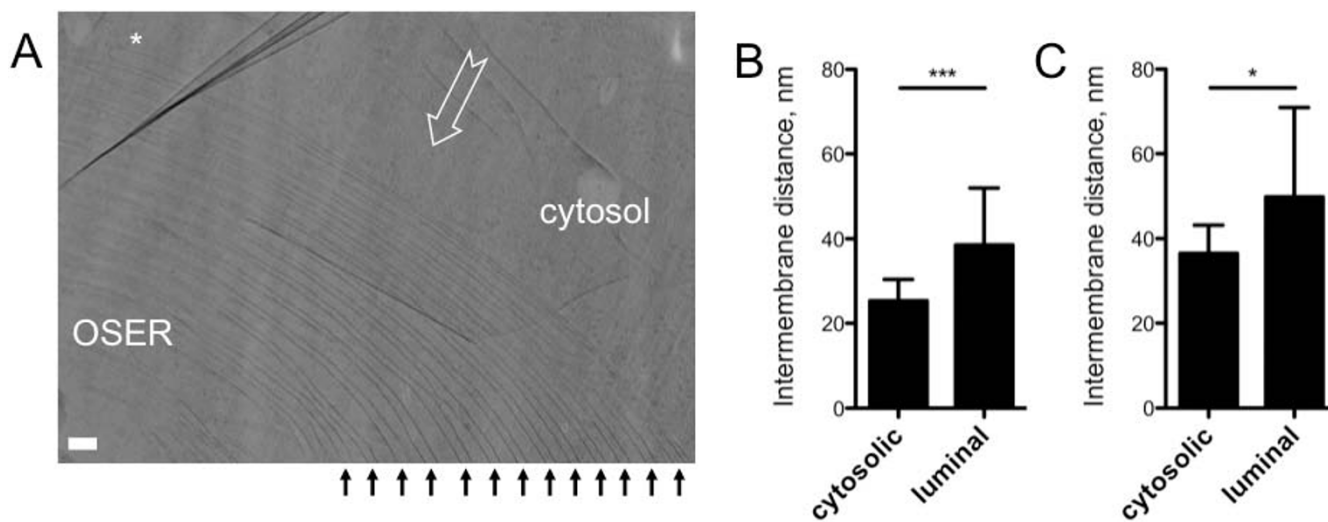 A
*
cytosol
OSER
B
Intermembrane distance, nm
80
60
40
20
0
***
cytosolic
luminal
C
Intermembrane distance, nm
80
60
40
20
0
*
cytosolic
luminal